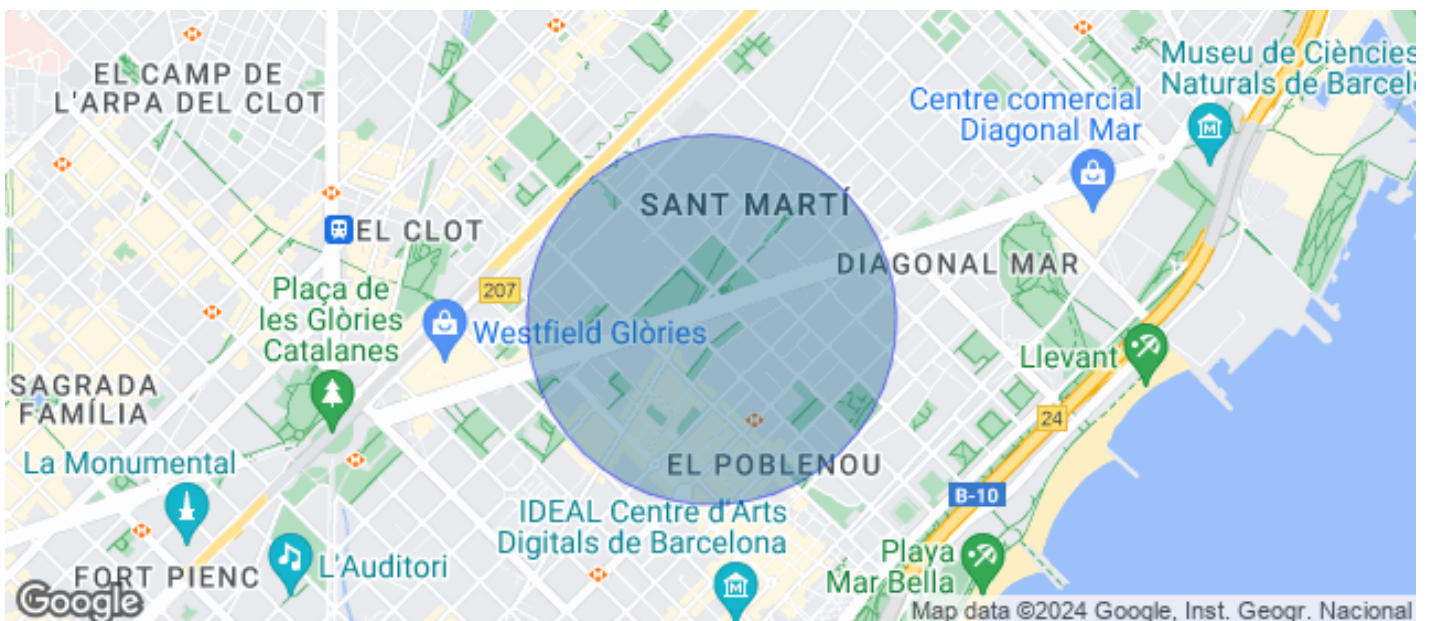 EL CAMP DE
L'ARPA DEL CLOT
Museu de Ciències
Naturals de Barcel
Centre comercial
Diagonal Mar
SANT MARTÍ
EL CLOT
DIAGONAL MAR
207
Plaça de
les Glòries
Catalanes
Westfield Glòries
Llevant
SAGRADA
FAMÍLIA
24
La Monumental
EL POBLENOU
B-10
IDEAL Centre d'Arts
Digitals de Barcelona
Playa
Mar Bella
L'Auditori
FORT PIENC
Google
Map data ©2024 Google, Inst. Geogr. Nacional